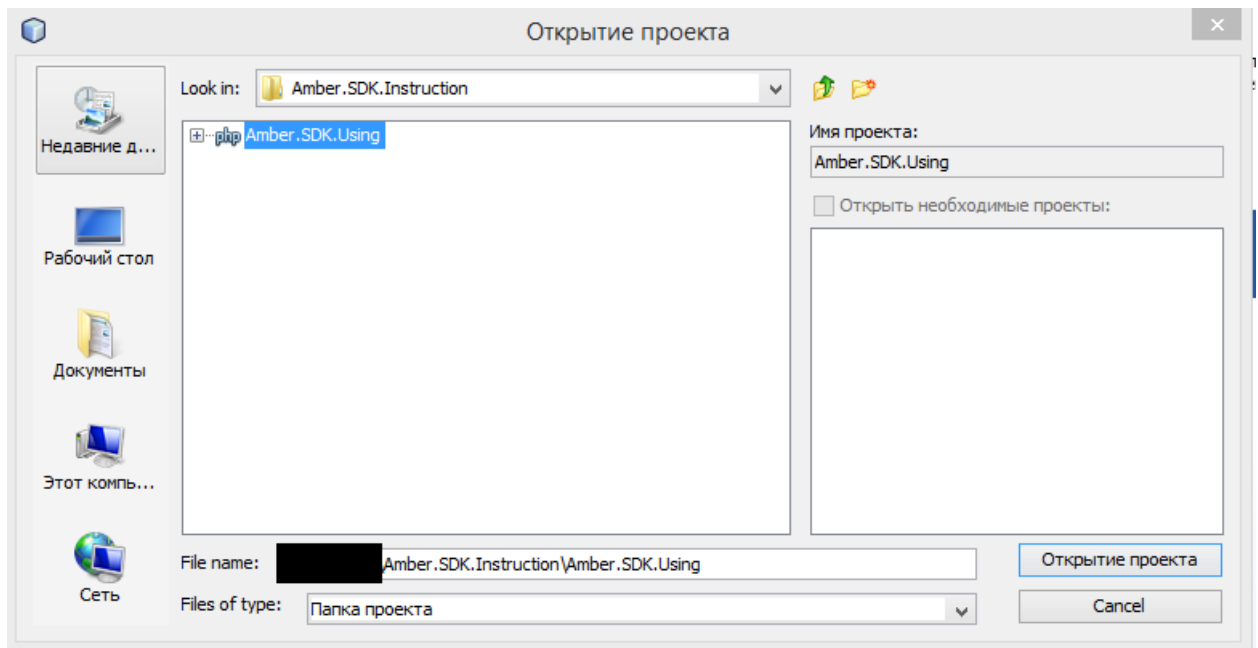 Открытие проекта
Look in:
Amber.SDK.Instruction
Недавние д...
Рабочий стол
Документы
Этот компь...
Сеть
php Amber.SDK.Using
Имя проекта:
Amber.SDK.Using
Открыть необходимые проекты:
File name:
Amber.SDK.Instruction\Amber.SDK.Using
Открытие проекта
Files of type:
Папка проекта
Cancel